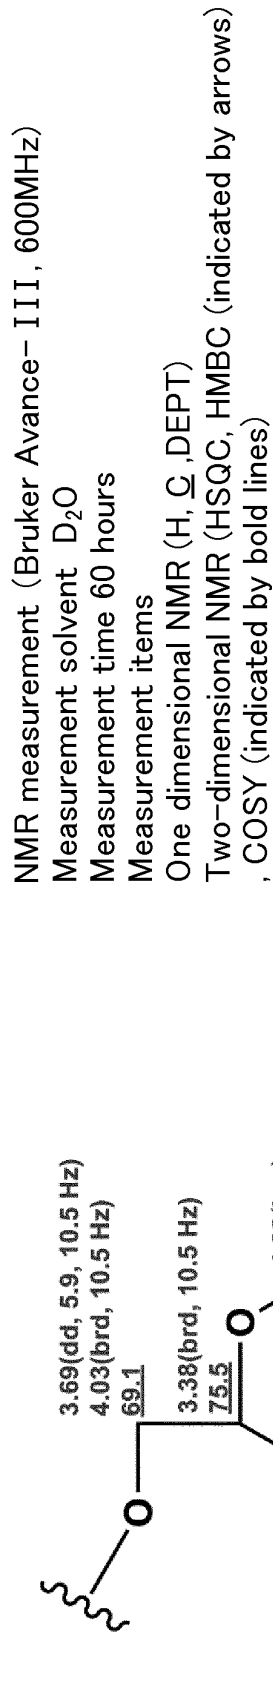 NMR measurement (Bruker Avance-III, 600MHz)
Measurement solvent D₂O
Measurement time 60 hours
Measurement items
One dimensional NMR (H, C ,DEPT)
Two-dimensional NMR (HSQC, HMBC (indicated by arrows)
, COSY (indicated by bold lines)
3.69(dd, 5.9, 10.5 Hz)
4.03(brd, 10.5 Hz)
69.1
O
3.38(brd, 10.5 Hz)
75.5
O